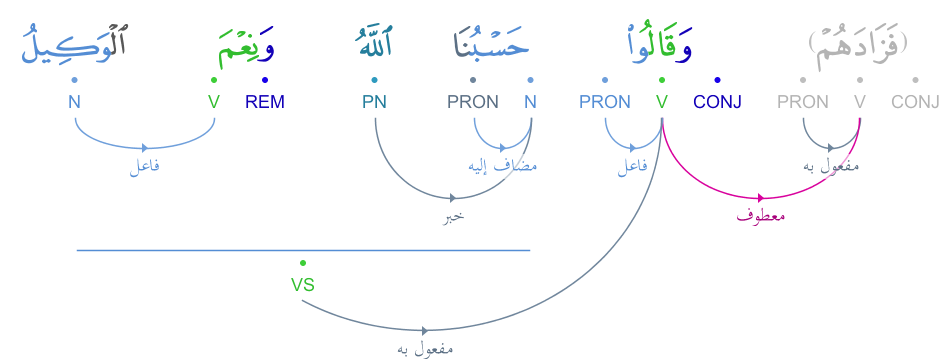 (فَزَادَهُمْ) وَقَالُوا۟ حَسْبُنَا ٱللَّهُ وَنِعْمَ ٱلْوَكِيلُ
CONJ V PRON CONJ V PRON N PRON PN REM V N
مفعول به فاعل مضاف إليه فاعل
معطوف خبر
VS
مفعول به